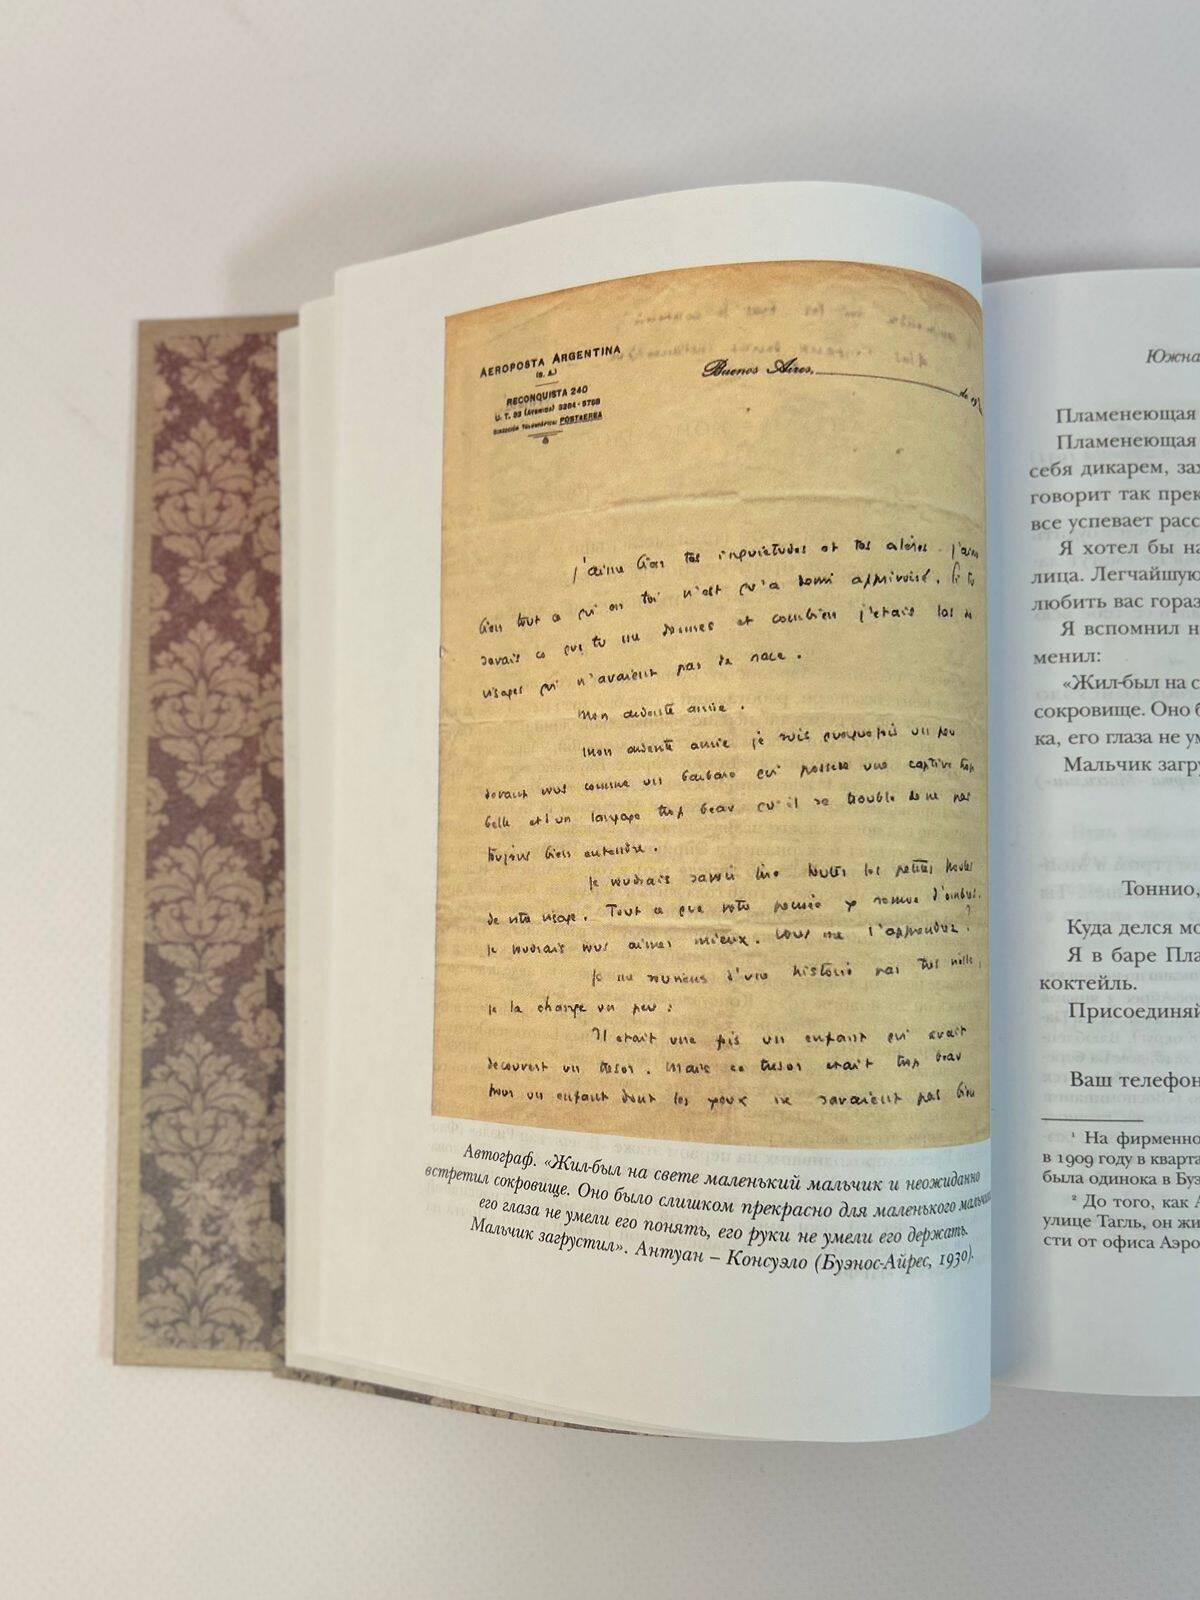 AEROPOSTA ARGENTINA
(S. A.)
RECONQUISTA 240
U. T. 33 (AVENIDA) 3264-5768
DIRECCIÓN TELEGRÁFICA: POSTAEREA
Buenos Aires,
de 19
j'aime bien tes inquiétudes et tes colères. j'aime
bien tout ce qui en toi n'est qu'à demi apprivoisé. Si tu
savais ce que tu me donnes et combien j'étais las de
visages qui n'avaient pas de race.
Mon ardente amie.
Mon ardente amie je suis quelquefois un peu
devant vous comme un barbare qui possède une captive trop
belle et d'un langage trop beau qu'il se trouble de ne pas
toujours bien entendre.
Je voudrais savoir lire toutes les petites
de votre visage. Tout ce que votre pensée y remue d'ombres.
Je voudrais vous aimer mieux. Vous me l'apprendrez?
Je me souviens d'une histoire pas très vieille,
je la change un peu:
Il était une fois un enfant qui avait
découvert un trésor. Mais ce trésor était trop beau
pour un enfant dont les yeux ne savaient pas bien
Автограф. «Жил-был на свете маленький мальчик и неожиданно
встретил сокровище. Оно было слишком прекрасно для маленького
его глаза не умели его понять, его руки не умели его держать.
Мальчик загрустил». Антуан – Консуэло (Буэнос-Айрес, 1930).
Южна
Пламенеющая
Пламенеющая
себя дикарем, зах
говорит так прек
все успевает расс
Я хотел бы на
лица. Легчайшую
любить вас гораз
Я вспомнил н
менил:
«Жил-был на с
сокровище. Оно б
ка, его глаза не ум
Мальчик загру
Тоннио,
Куда делся мо
Я в баре Пла
коктейль.
Присоединяй
Ваш телефон
¹ На фирменно
в 1909 году в кварта
была одинока в Буэ
² До того, как А
улице Тагль, он жи
сти от офиса Аэро